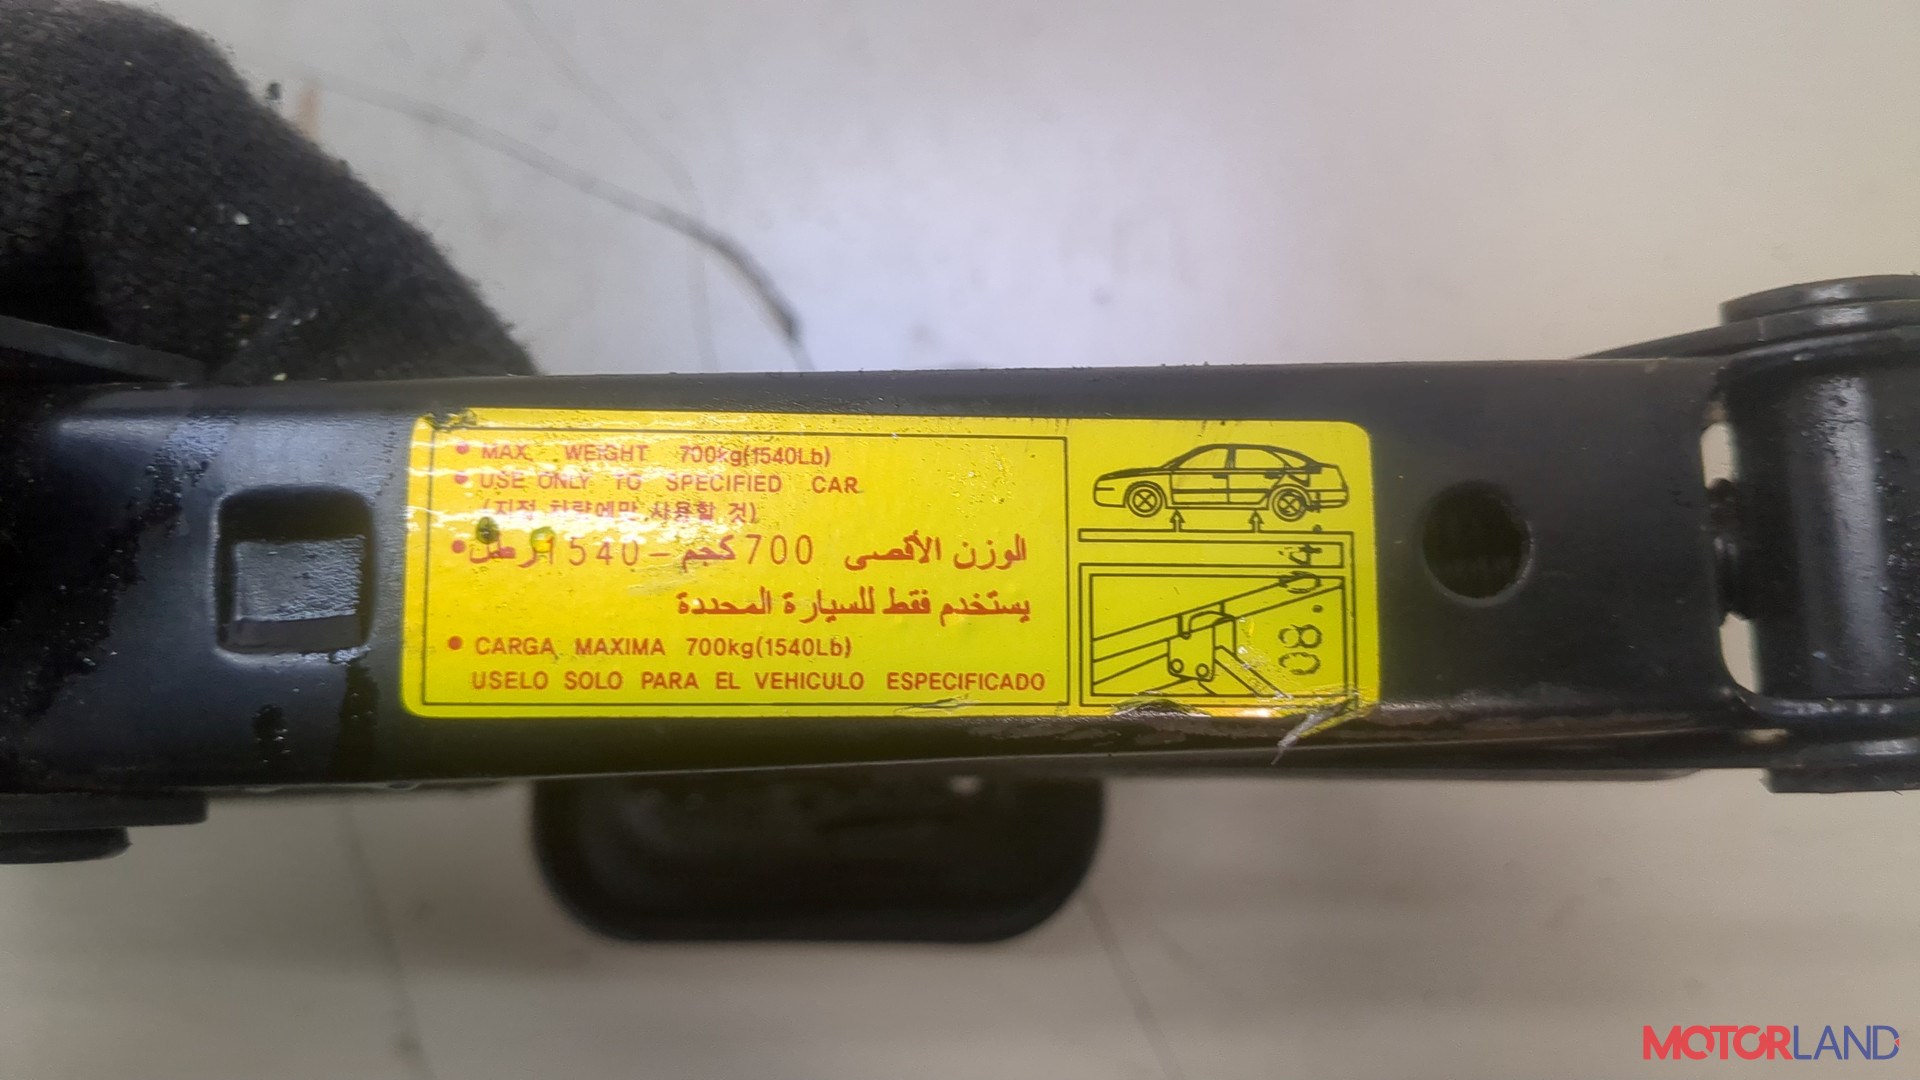 • MAX. WEIGHT 700kg(1540Lb)
• USE ONLY TO SPECIFIED CAR
(지정 차량에만 사용할 것)
• الوزن الأقصى 700 كجم – 1540 رطل
يستخدم فقط للسيارة المحددة
• CARGA MAXIMA 700kg(1540Lb)
USELO SOLO PARA EL VEHICULO ESPECIFICADO
08.04.
MOTORLAND